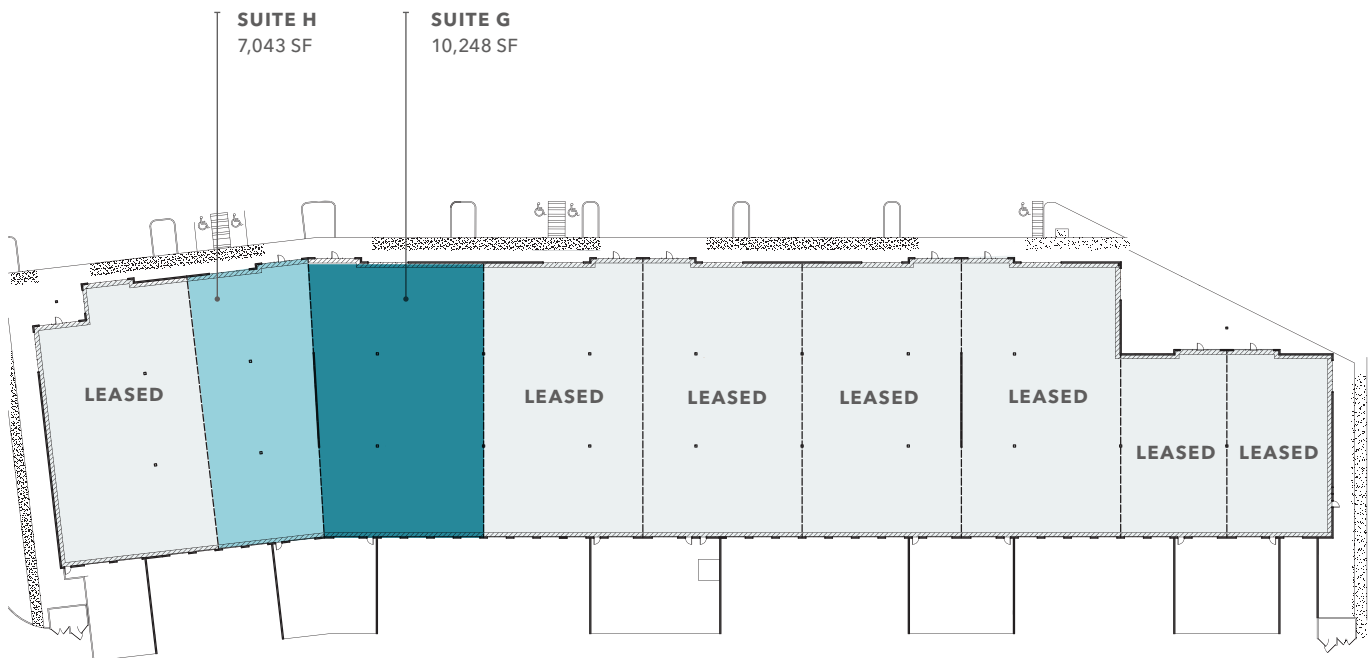 SUITE H
7,043 SF
SUITE G
10,248 SF
LEASED
LEASED
LEASED
LEASED
LEASED
LEASED
LEASED